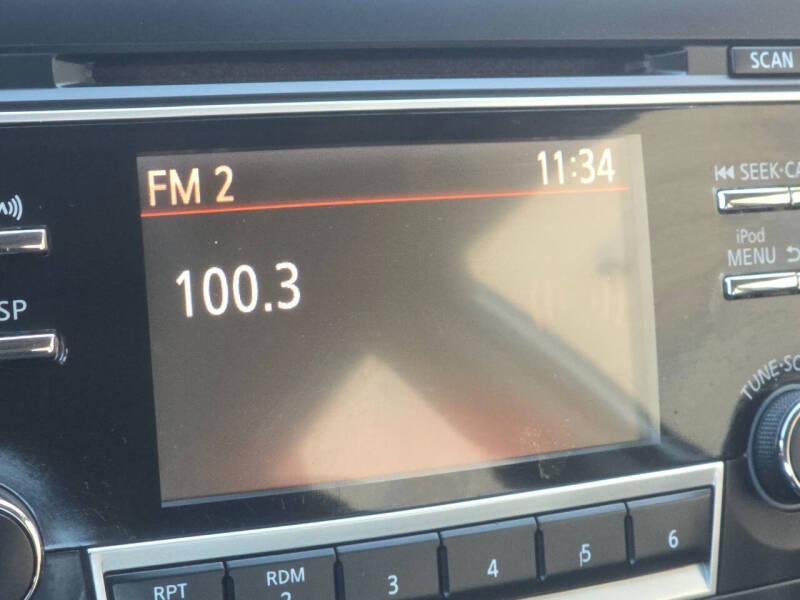 SCAN
FM 2 11:34
SEEK·CA
100.3
iPod
MENU
SP
TUNE·SC
RPT
RDM
2
3
4
5
6